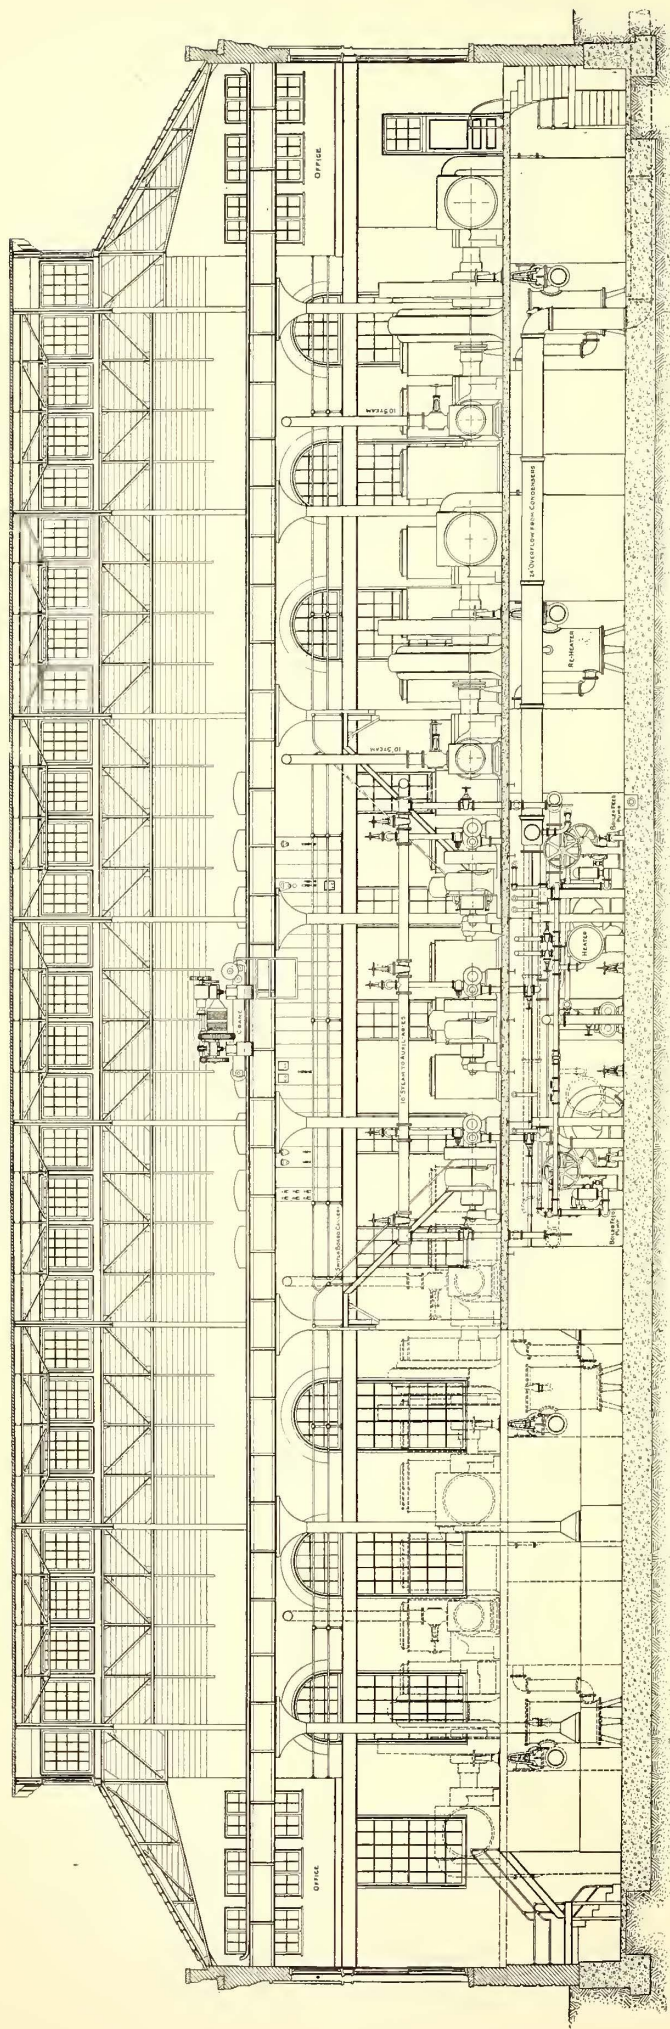 OFFICE
10" STEAM
24" OVERFLOW FROM CONDENSERS
RE-HEATER
10" STEAM
BOILER FEED
PUMP
HEATER
CRANE
10" STEAM TO AUXILIARIES
SWITCH BOARD GALLERY
BOILER FEED
PUMP
OFFICE